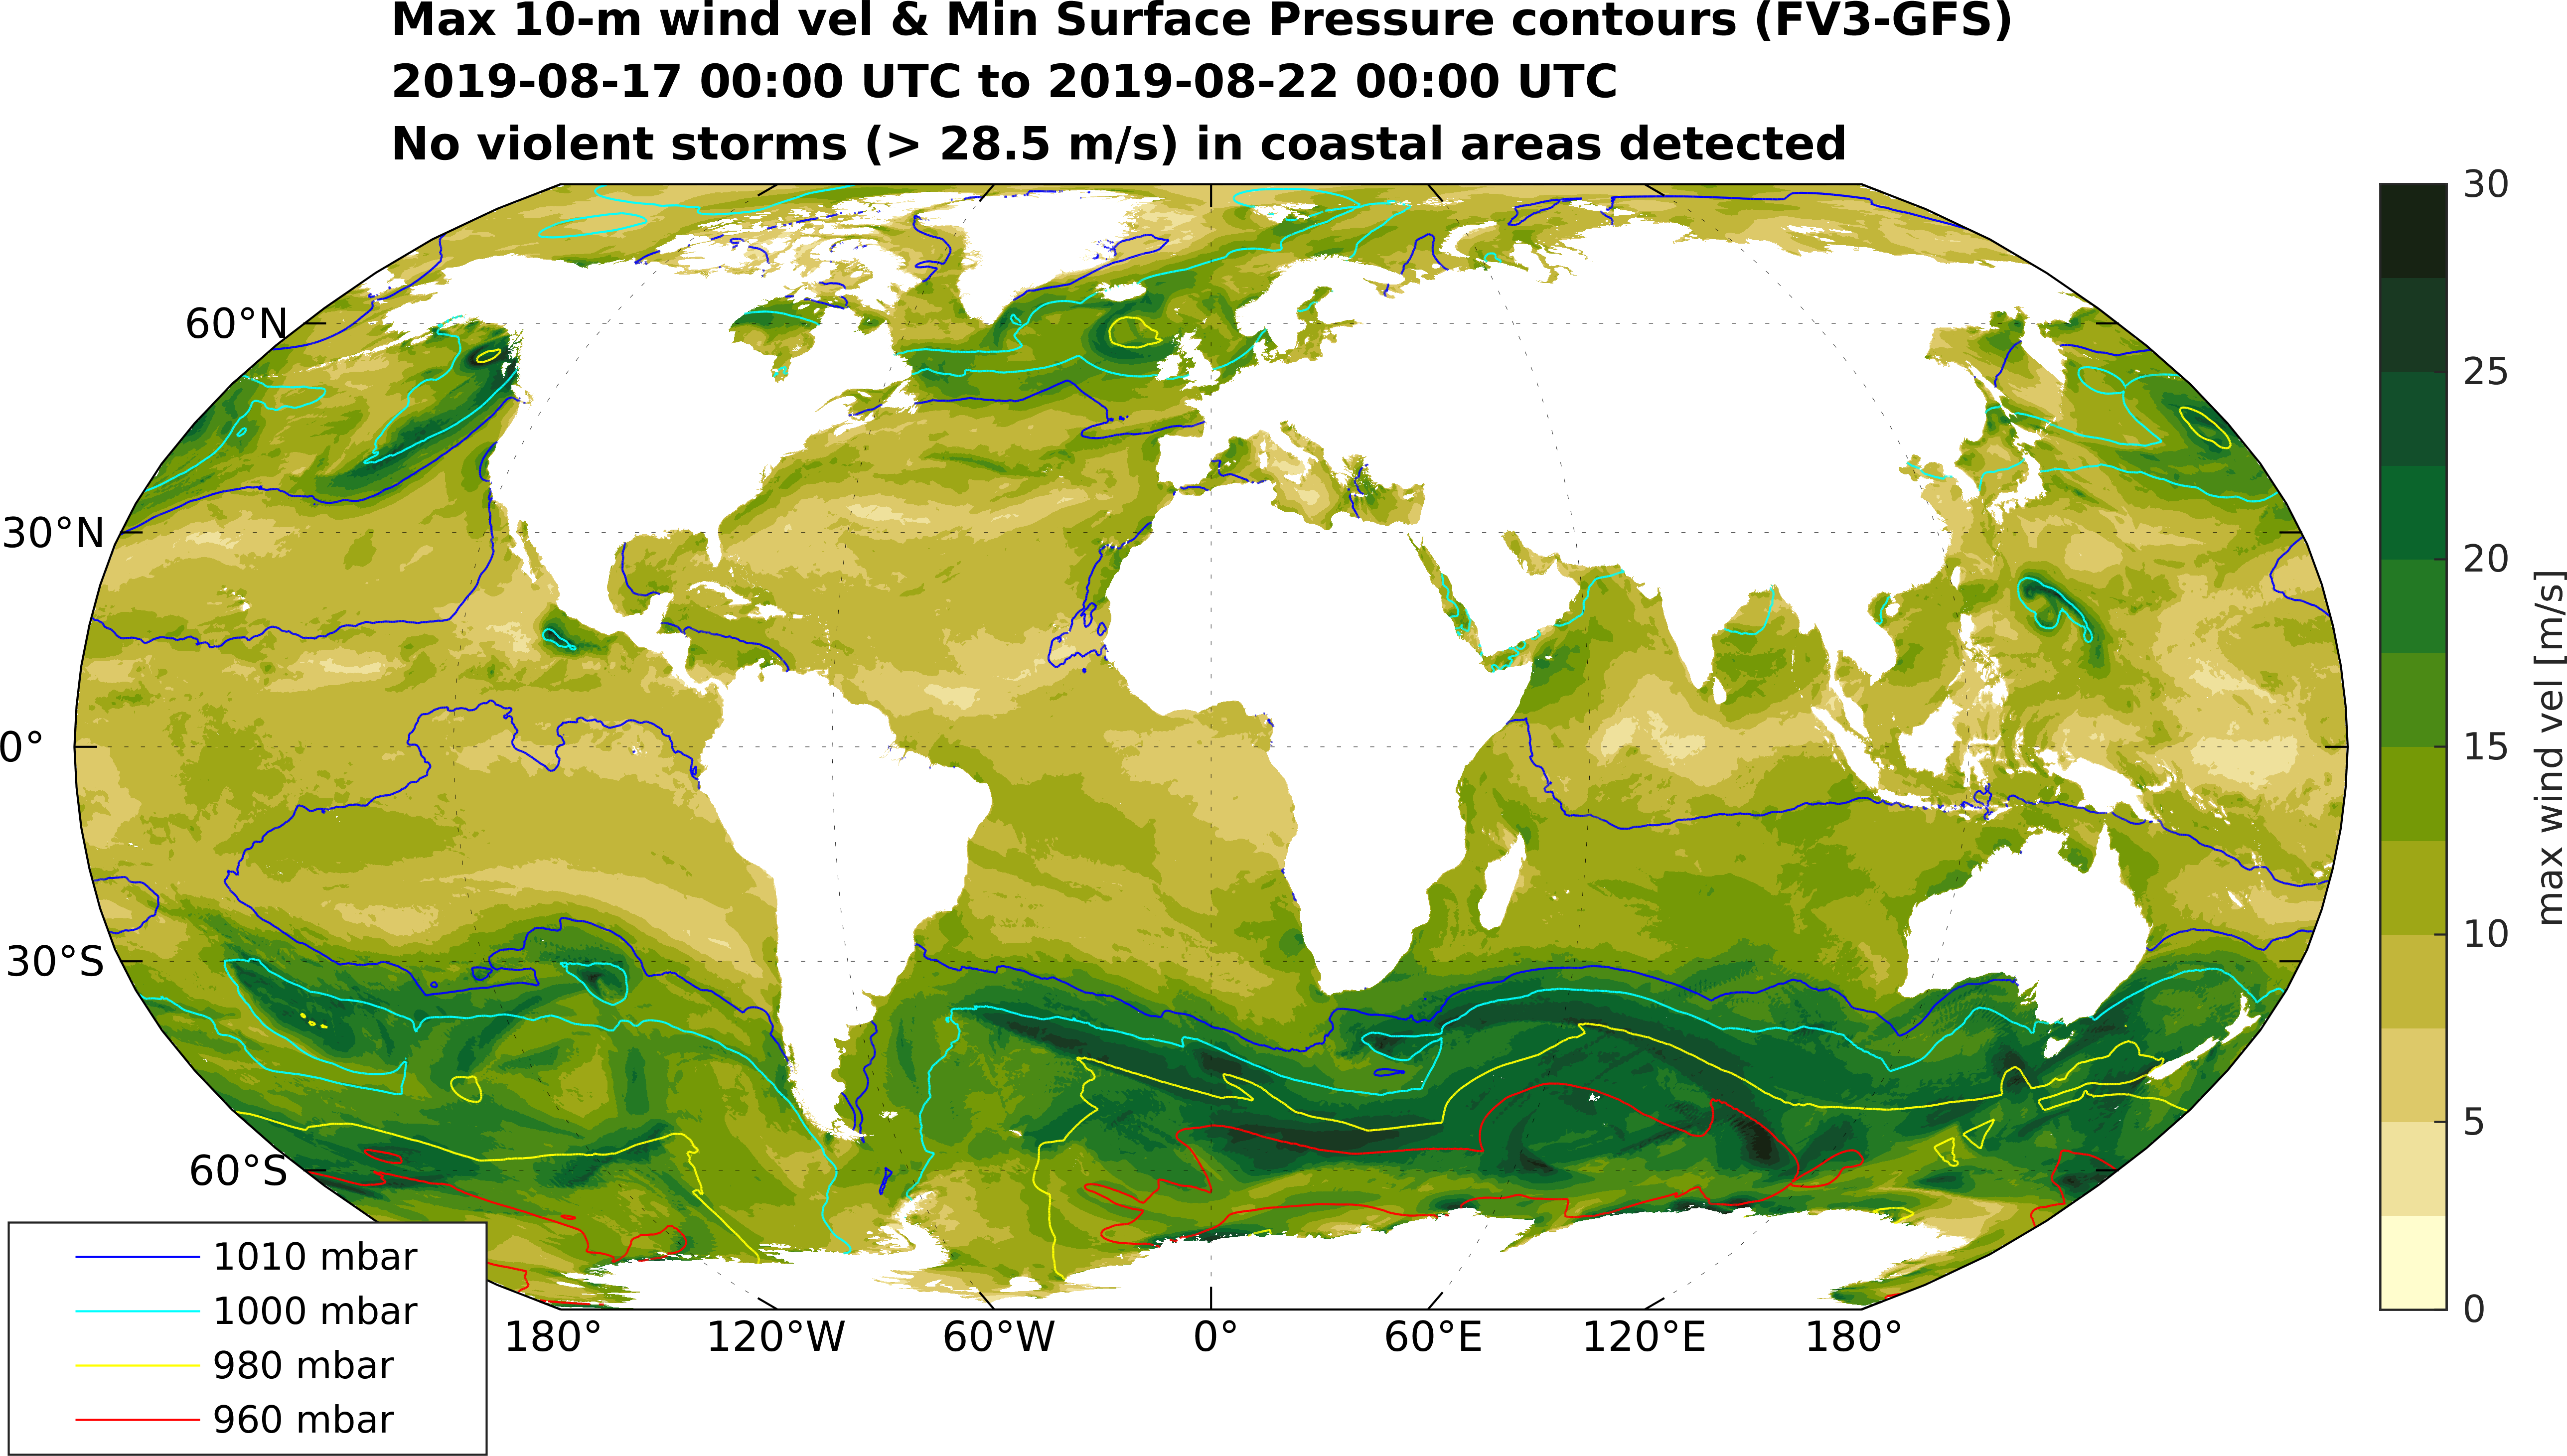 Max 10-m wind vel & Min Surface Pressure contours (FV3-GFS)
2019-08-17 00:00 UTC to 2019-08-22 00:00 UTC
No violent storms (> 28.5 m/s) in coastal areas detected
60°N
30°N
0°
30°S
60°S
180°
120°W
60°W
0°
60°E
120°E
180°
1010 mbar
1000 mbar
980 mbar
960 mbar
30
25
20
15
10
5
0
max wind vel [m/s]